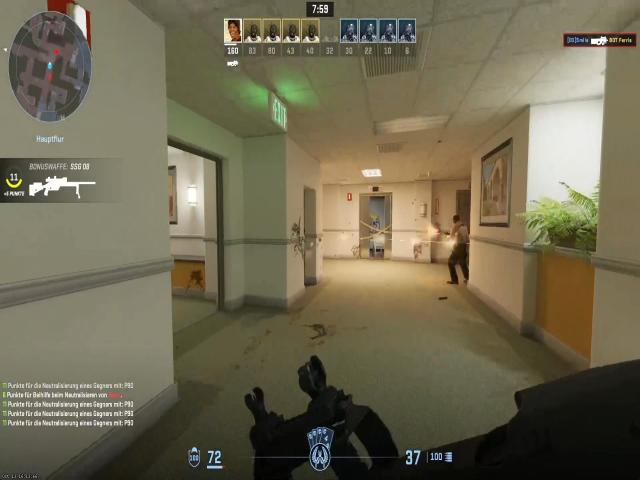 7:59
160 83 80 43 40 32 30 22 10 6
BOT Ferris
EXIT
Hauptflur
BONUSWAFFE: SSG 08
11
+6 PUNKTE
Punkte für die Neutralisierung eines Gegners mit: P90
Punkte für Beihilfe beim Neutralisieren von
Punkte für die Neutralisierung eines Gegners mit: P90
Punkte für die Neutralisierung eines Gegners mit: P90
Punkte für die Neutralisierung eines Gegners mit: P90
100 72 37 100